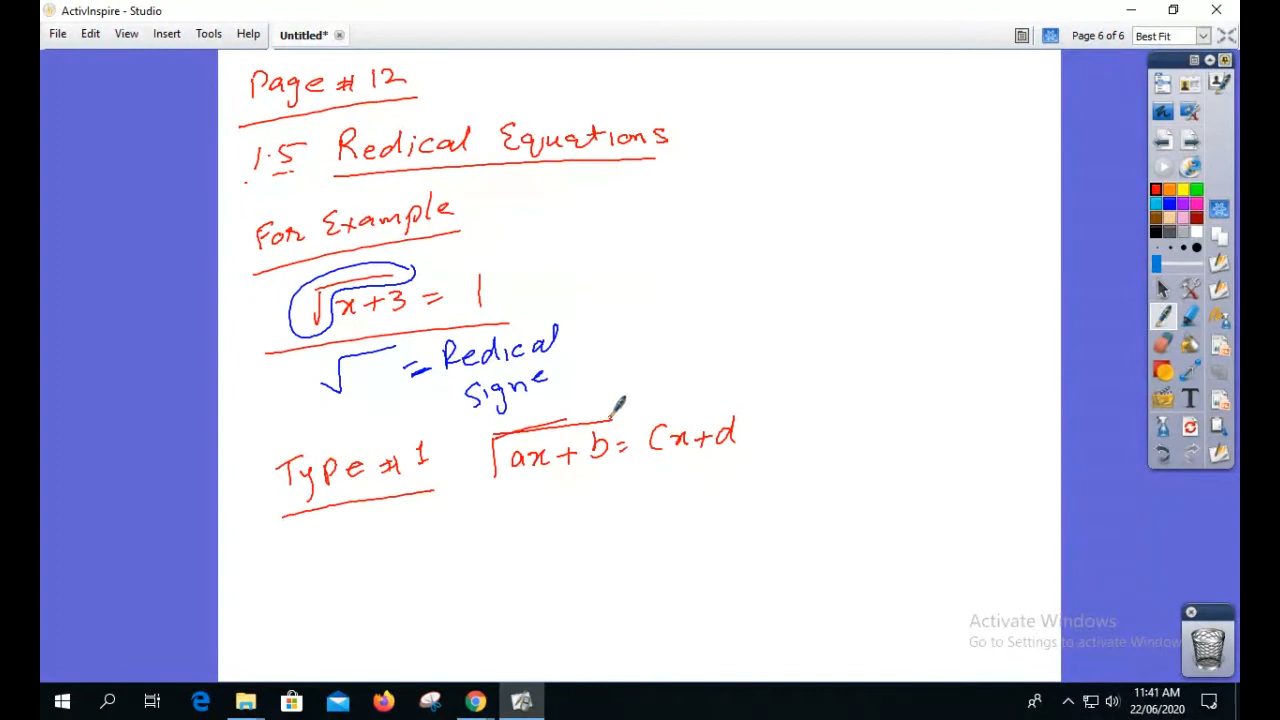 ActivInspire - Studio
File Edit View Insert Tools Help Untitled* Page 6 of 6 Best Fit
Page # 12
1.5 Redical Equations
For Example
√x+3 = 1
√ = Redical
signe
Type # 1 √ax + b = Cx+d
Activate Windows
Go to Settings to activate Window
11:41 AM
22/06/2020